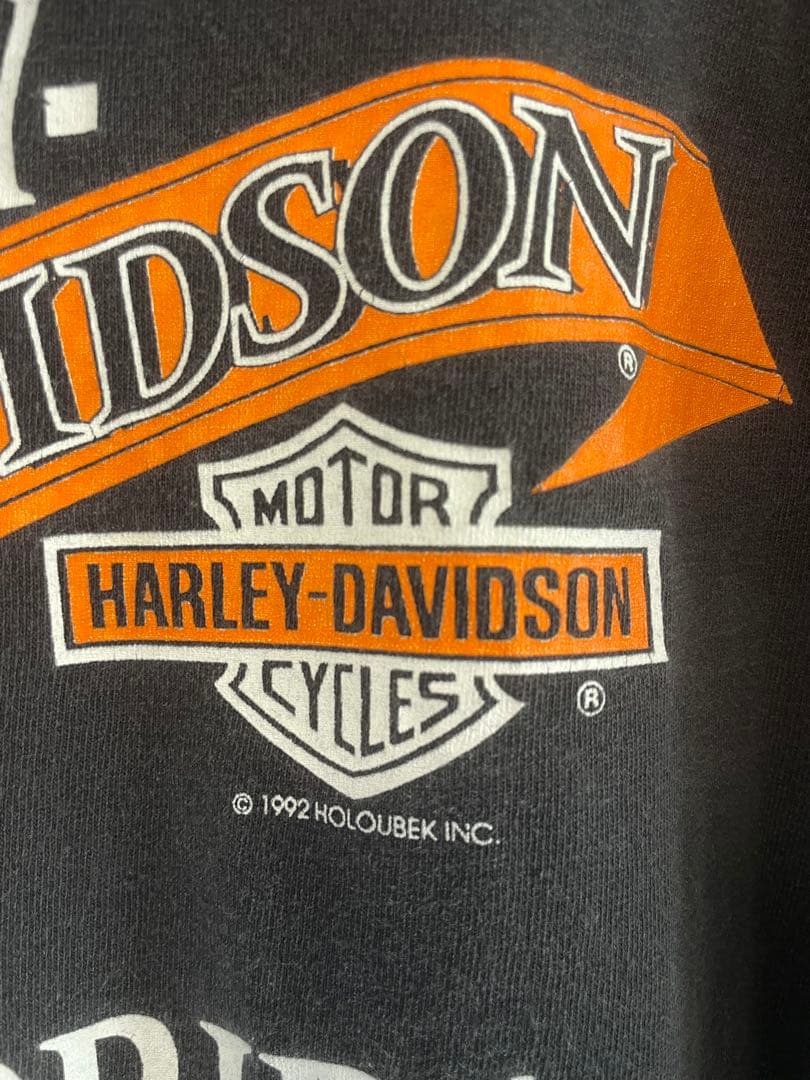 IDSON
®
MOTOR
HARLEY-DAVIDSON
CYCLES
®
© 1992 HOLOUBEK INC.